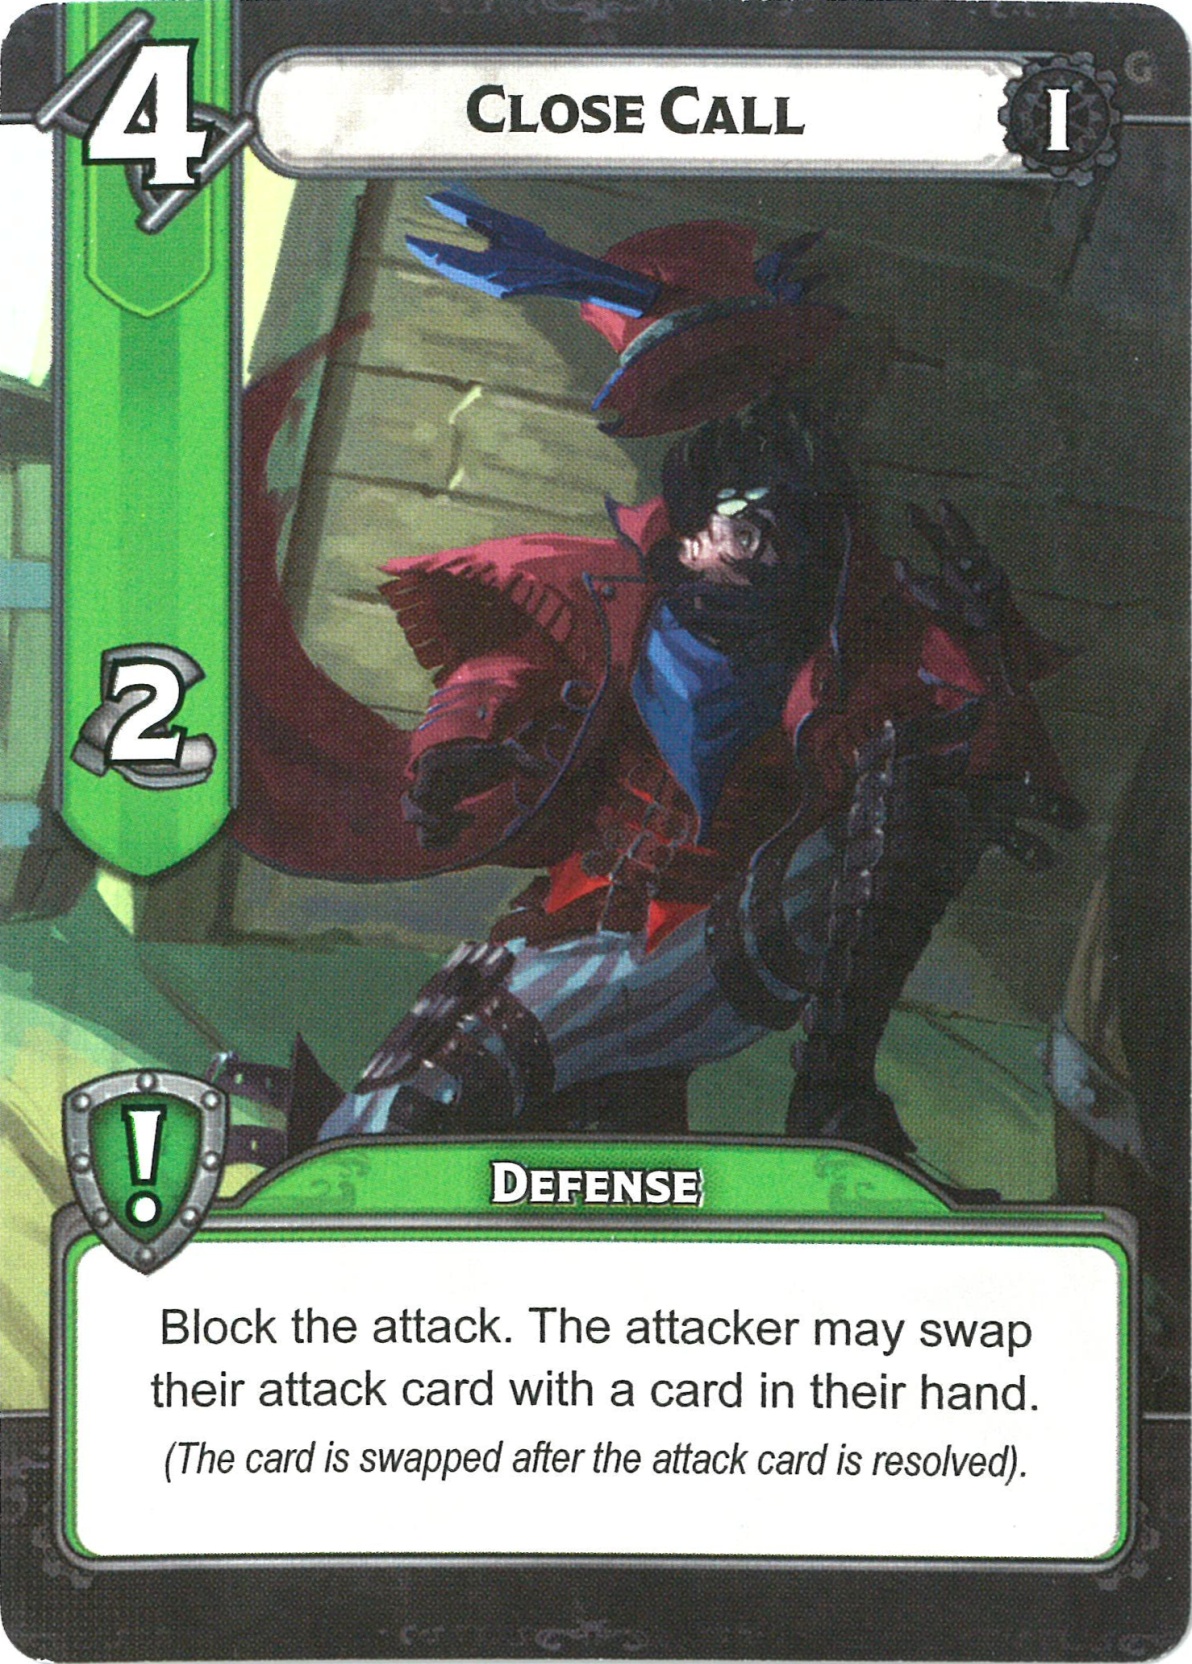 4
CLOSE CALL
I
G
2
!
DEFENSE
Block the attack. The attacker may swap
their attack card with a card in their hand.
(The card is swapped after the attack card is resolved).